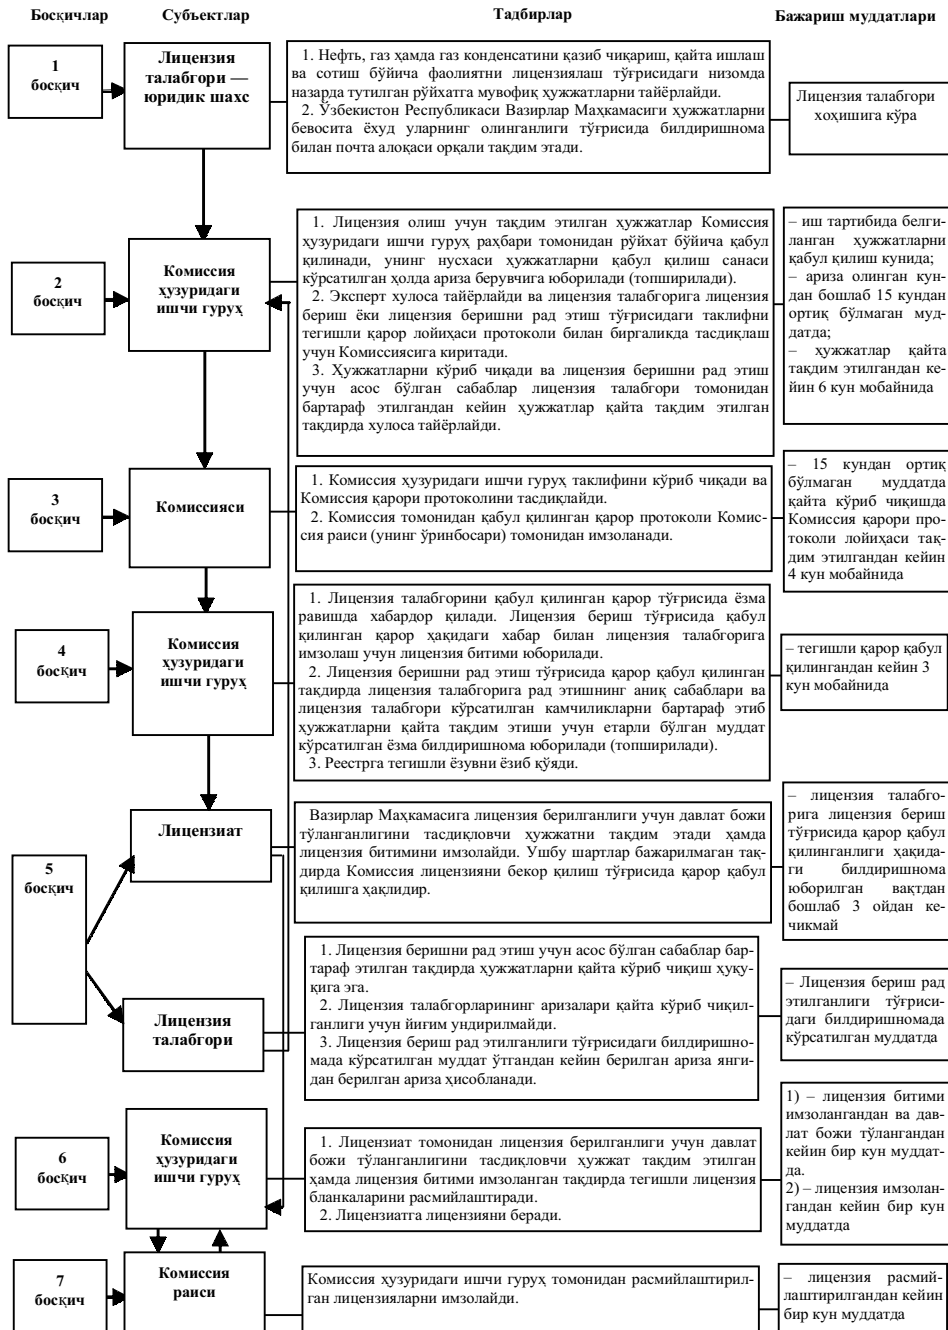 Босқичлар
Субъектлар
Тадбирлар
Бажариш муддатлари
1
босқич
Лицензия
талабгори —
юридик шахс
1. Нефть, газ ҳамда газ конденсатини қазиб чиқариш, қайта ишлаш
ва сотиш бўйича фаолиятни лицензиялаш тўғрисидаги низомда
назарда тутилган рўйхатга мувофиқ ҳужжатларни тайёрлайди.
2. Ўзбекистон Республикаси Вазирлар Маҳкамасиги ҳужжатларни
бевосита ёҳуд уларнинг олинганлиги тўғрисида билдиришнома
билан почта алоқаси орқали тақдим этади.
Лицензия талабгори
хоҳишига кўра
2
босқич
Комиссия
ҳузуридаги
ишчи гуруҳ
1. Лицензия олиш учун тақдим этилган ҳужжатлар Комиссия
ҳузуридаги ишчи гуруҳ раҳбари томонидан рўйхат бўйича қабул
қилинади, унинг нусхаси ҳужжатларни қабул қилиш санаси
кўрсатилган ҳолда ариза берувчига юборилади (топширилади).
2. Эксперт хулоса тайёрлайди ва лицензия талабгорига лицензия
бериш ёки лицензия беришни рад этиш тўғрисидаги таклифни
тегишли қарор лойиҳаси протоколи билан биргаликда тасдиқлаш
учун Комиссиясига киритади.
3. Ҳужжатларни кўриб чиқади ва лицензия беришни рад этиш
учун асос бўлган сабаблар лицензия талабгори томонидан
бартараф этилгандан кейин ҳужжатлар қайта тақдим этилган
тақдирда хулоса тайёрлайди.
– иш тартибида белги-
ланган ҳужжатларни
қабул қилиш кунида;
– ариза олинган кун-
дан бошлаб 15 кундан
ортиқ бўлмаган муд-
датда;
– ҳужжатлар қайта
тақдим этилгандан ке-
йин 6 кун мобайнида
3
босқич
Комиссияси
1. Комиссия ҳузуридаги ишчи гуруҳ таклифини кўриб чиқади ва
Комиссия қарори протоколини тасдиқлайди.
2. Комиссия томонидан қабул қилинган қарор протоколи Комис-
сия раиси (унинг ўринбосари) томонидан имзоланади.
– 15 кундан ортиқ
бўлмаган муддатда
қайта кўриб чиқишда
Комиссия қарори про-
токоли лойиҳаси тақ-
дим этилгандан кейин
4 кун мобайнида
4
босқич
Комиссия
ҳузуридаги
ишчи гуруҳ
1. Лицензия талабгорини қабул қилинган қарор тўғрисида ёзма
равишда хабардор қилади. Лицензия бериш тўғрисида қабул
қилинган қарор ҳақидаги хабар билан лицензия талабгорига
имзолаш учун лицензия битими юборилади.
2. Лицензия беришни рад этиш тўғрисида қарор қабул қилинган
тақдирда лицензия талабгорига рад этишнинг аниқ сабаблари ва
лицензия талабгори кўрсатилган камчиликларни бартараф этиб
ҳужжатларни қайта тақдим этиши учун етарли бўлган муддат
кўрсатилган ёзма билдиришнома юборилади (топширилади).
3. Реестрга тегишли ёзувни ёзиб қўяди.
– тегишли қарор қабул
қилингандан кейин 3
кун мобайнида
5
босқич
Лицензиат
Вазирлар Маҳкамасига лицензия берилганлиги учун давлат божи
тўланганлигини тасдиқловчи ҳужжатни тақдим этади ҳамда
лицензия битимини имзолайди. Ушбу шартлар бажарилмаган тақ-
дирда Комиссия лицензияни бекор қилиш тўғрисида қарор қабул
қилишга ҳақлидир.
– лицензия талабго-
рига лицензия бериш
тўғрисида қарор қабул
қилинганлиги ҳақида-
ги билдиришнома
юборилган вақтдан
бошлаб 3 ойдан ке-
чикмай
Лицензия
талабгори
1. Лицензия беришни рад этиш учун асос бўлган сабаблар бар-
тараф этилган тақдирда ҳужжатларни қайта кўриб чиқиш ҳуқу-
қига эга.
2. Лицензия талабгорларининг аризалари қайта кўриб чиқил-
ганлиги учун йиғим ундирилмайди.
3. Лицензия бериш рад этилганлиги тўғрисидаги билдиришно-
мада кўрсатилган муддат ўтгандан кейин берилган ариза янги-
дан берилган ариза ҳисобланади.
– Лицензия бериш рад
этилганлиги тўғриси-
даги билдиришномада
кўрсатилган муддатда
6
босқич
Комиссия
ҳузуридаги
ишчи гуруҳ
1. Лицензиат томонидан лицензия берилганлиги учун давлат
божи тўланганлигини тасдиқловчи ҳужжат тақдим этилган
ҳамда лицензия битими имзоланган тақдирда тегишли лицензия
бланкаларини расмийлаштиради.
2. Лицензиатга лицензияни беради.
1) – лицензия битими
имзолангандан ва дав-
лат божи тўлангандан
кейин бир кун муддат-
да.
2) – лицензия имзолан-
гандан кейин бир кун
муддатда
7
босқич
Комиссия
раиси
Комиссия ҳузуридаги ишчи гуруҳ томонидан расмийлаштирил-
ган лицензияларни имзолайди.
– лицензия расмий-
лаштирилгандан кейин
бир кун муддатда